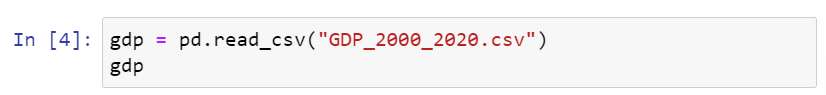 In [4]: gdp = pd.read_csv("GDP_2000_2020.csv")
gdp